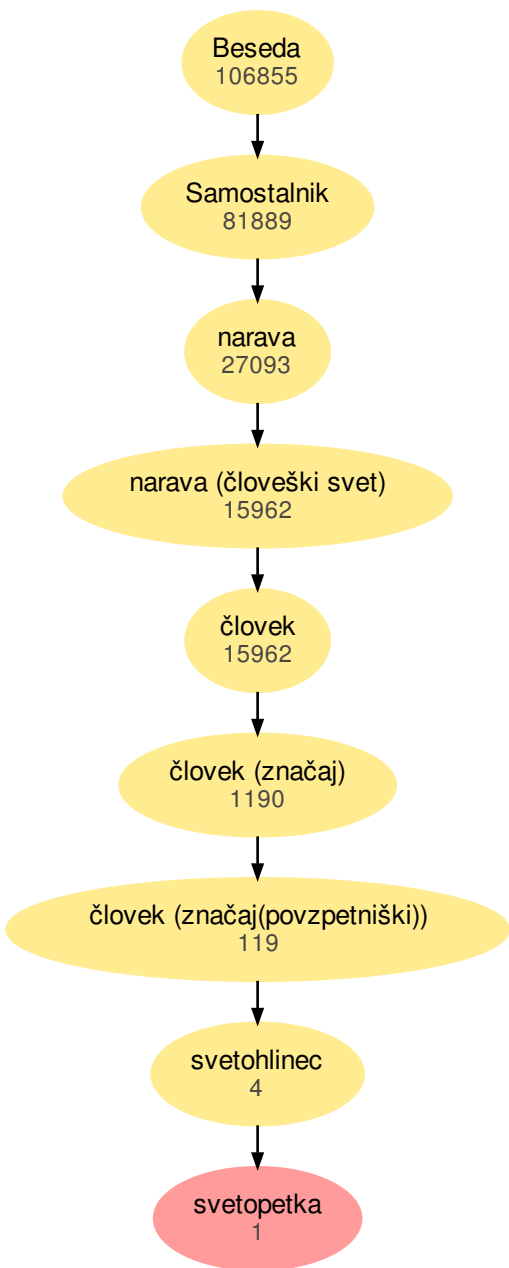 Beseda
106855
Samostalnik
81889
narava
27093
narava (človeški svet)
15962
človek
15962
človek (značaj)
1190
človek (značaj(povzpetniški))
119
svetohlinec
4
svetopetka
1